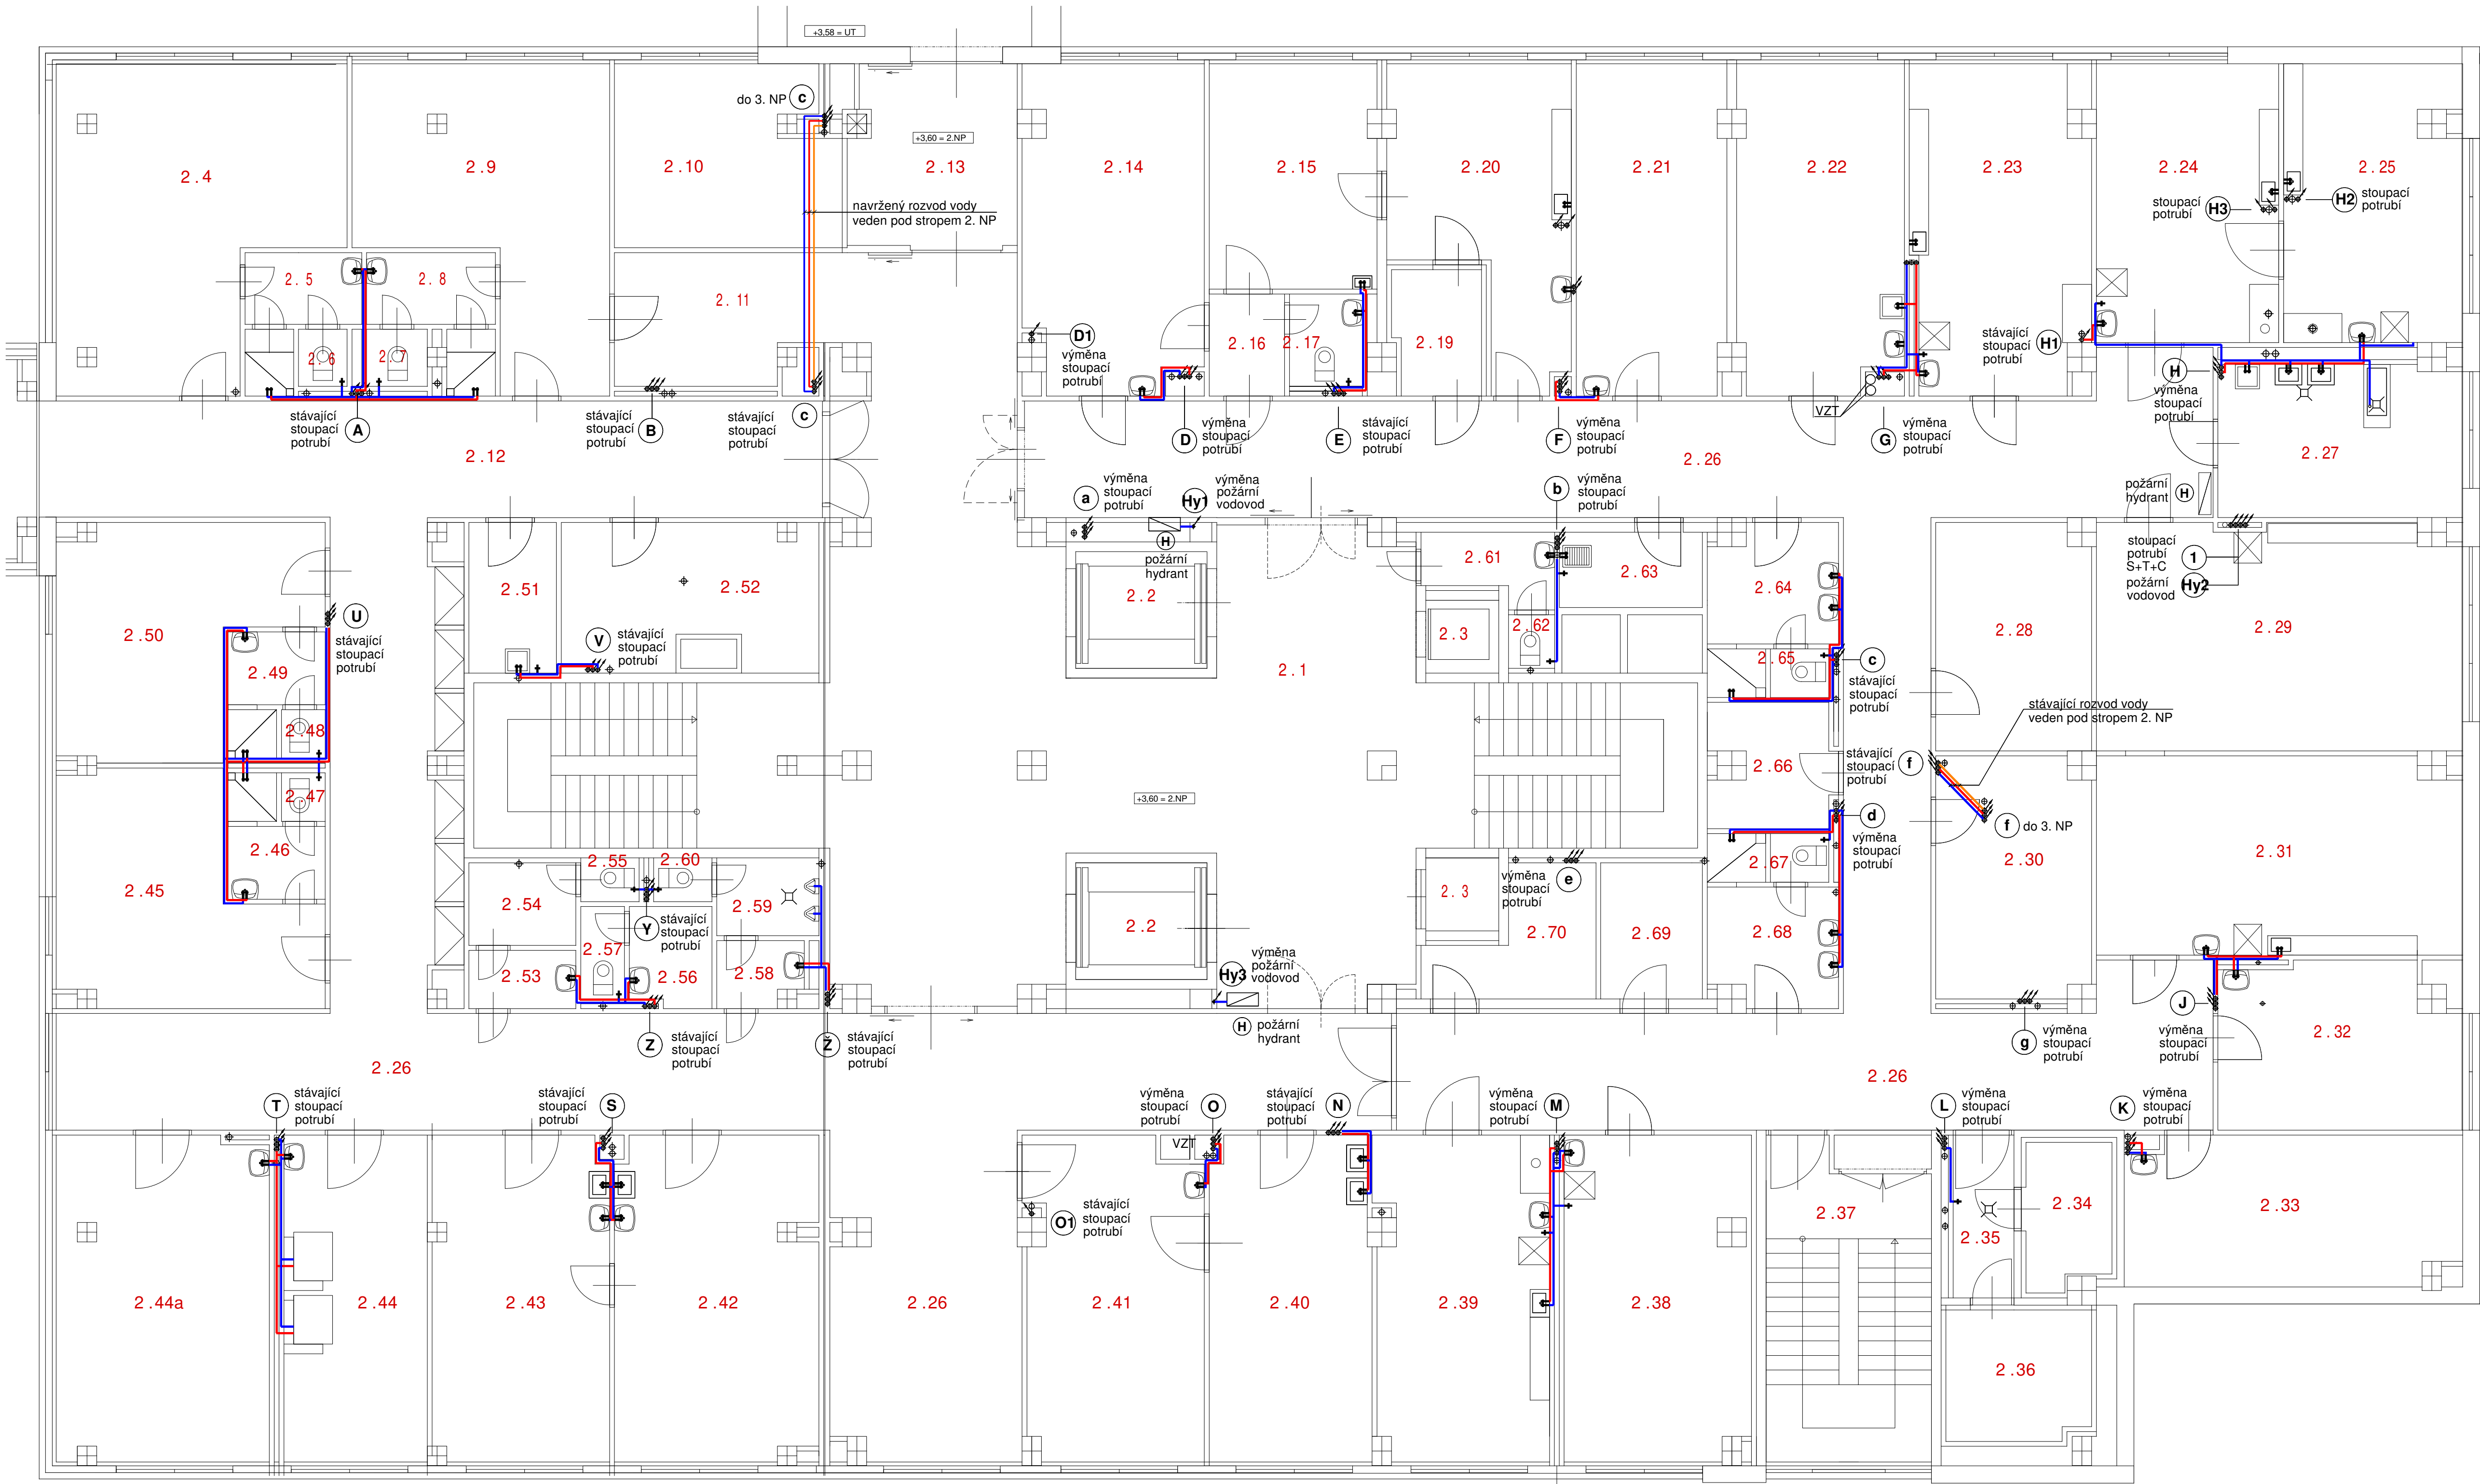 +3,58 = UT
do 3. NP
c
+3,60 = 2.NP
2.4
2.9
2.10
2.13
2.14
2.15
2.20
2.21
2.22
2.23
2.24
2.25
navržený rozvod vody
veden pod stropem 2. NP
stoupací
potrubí
H3
H2
stoupací
potrubí
2.5
2.8
2.11
2.6
2.7
D1
výměna
stoupací
potrubí
2.16
2.17
2.19
stávající
stoupací
potrubí
H1
H
výměna
stoupací
potrubí
VZT
stávající
stoupací
potrubí
A
stávající
stoupací
potrubí
B
stávající
stoupací
potrubí
c
D
výměna
stoupací
potrubí
E
stávající
stoupací
potrubí
F
výměna
stoupací
potrubí
G
výměna
stoupací
potrubí
2.12
2.26
2.27
a
výměna
stoupací
potrubí
Hy1
výměna
požární
vodovod
b
výměna
stoupací
potrubí
požární
hydrant
H
H
požární
hydrant
stoupací
potrubí
S+T+C
1
požární
vodovod
Hy2
2.50
2.51
2.52
2.2
2.61
2.63
2.64
2.3
2.62
2.28
2.29
U
stávající
stoupací
potrubí
V
stávající
stoupací
potrubí
2.49
2.1
2.65
c
stávající
stoupací
potrubí
2.48
stávající rozvod vody
veden pod stropem 2. NP
2.66
stávající
stoupací
potrubí
f
2.47
+3,60 = 2.NP
d
výměna
stoupací
potrubí
f
do 3. NP
2.46
2.45
2.55
2.60
2.67
2.30
2.31
výměna
stoupací
potrubí
e
2.3
2.54
2.59
Y
stávající
stoupací
potrubí
2.2
2.70
2.69
2.68
2.57
2.53
2.56
2.58
Hy3
výměna
požární
vodovod
H
požární
hydrant
J
výměna
stoupací
potrubí
g
výměna
stoupací
potrubí
2.32
Z
stávající
stoupací
potrubí
Ž
stávající
stoupací
potrubí
2.26
2.26
T
stávající
stoupací
potrubí
stávající
stoupací
potrubí
S
výměna
stoupací
potrubí
O
stávající
stoupací
potrubí
N
výměna
stoupací
potrubí
M
L
výměna
stoupací
potrubí
K
výměna
stoupací
potrubí
VZT
O1
stávající
stoupací
potrubí
2.37
2.35
2.34
2.33
2.44a
2.44
2.43
2.42
2.26
2.41
2.40
2.39
2.38
2.36